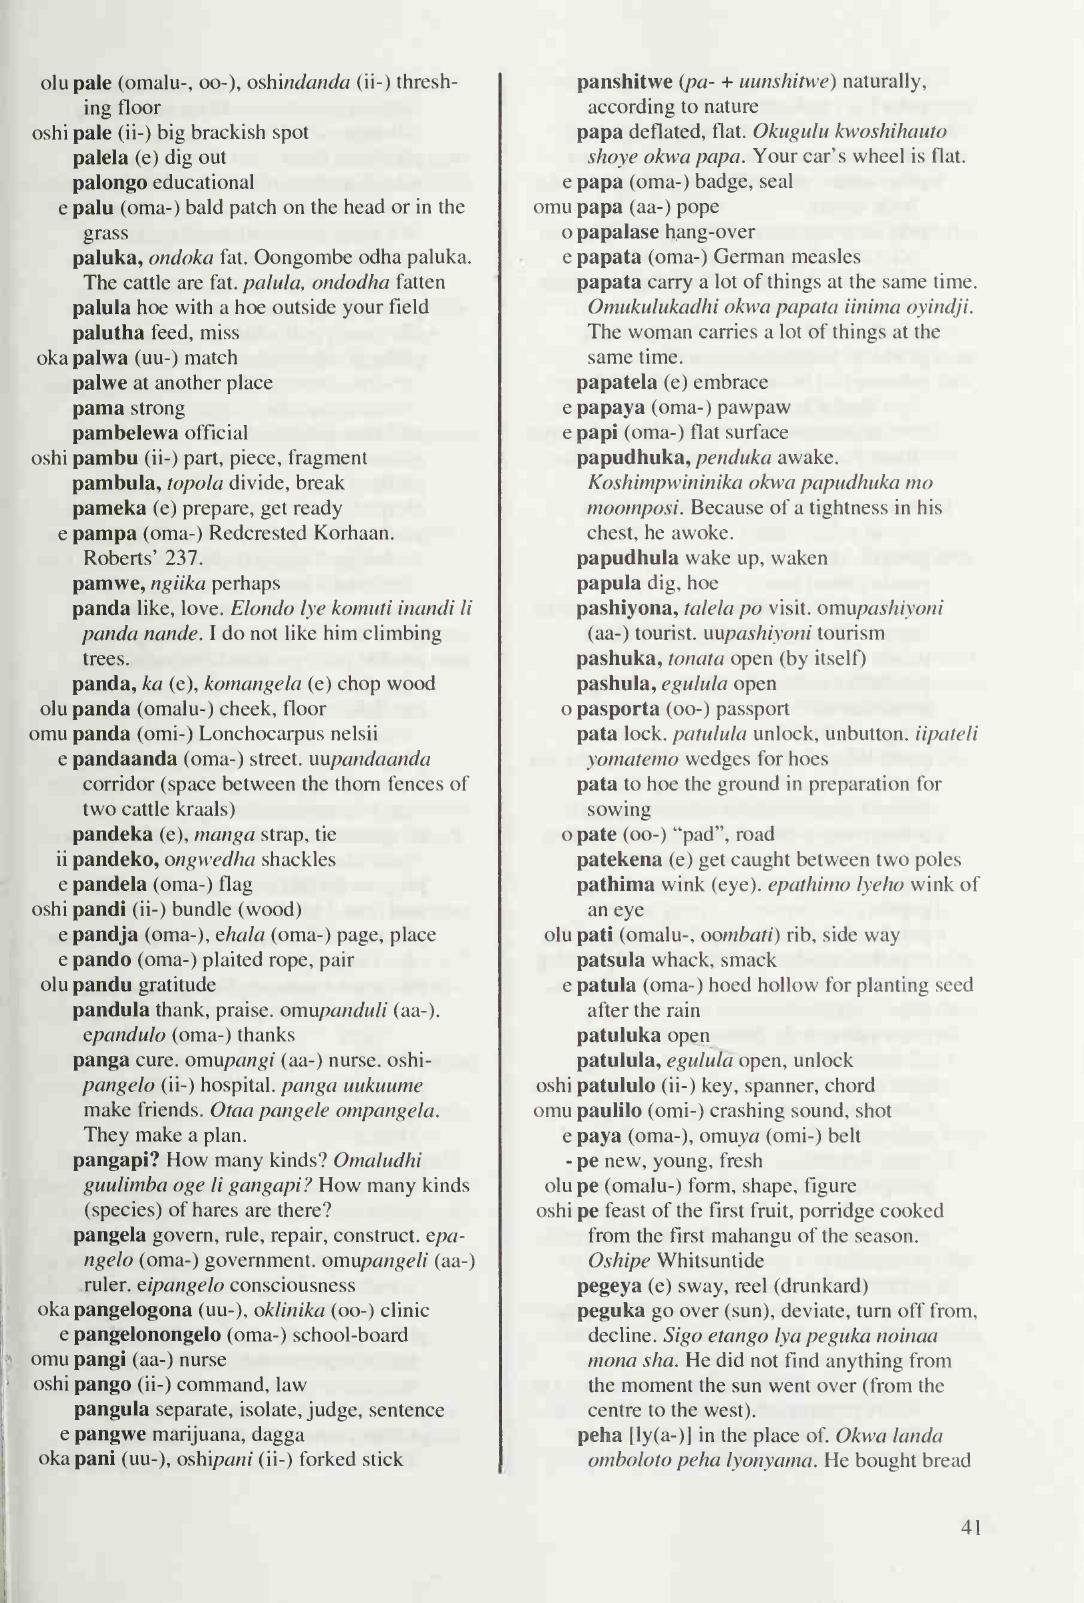 olu pale (omalu-, oo-), oshindanda (ii-) thresh-
ing floor
oshi pale (ii-) big brackish spot
palela (e) dig out
palongo educational
e palu (oma-) bald patch on the head or in the
grass
paluka, ondoka fat. Oongombe odha paluka.
The cattle are fat. palula, ondodha fatten
palula hoe with a hoe outside your field
palutha feed, miss
oka palwa (uu-) match
palwe at another place
pama strong
pambelewa official
oshi pambu (ii-) part, piece, fragment
pambula, topola divide, break
pameka (e) prepare, get ready
e pampa (oma-) Redcrested Korhaan.
Roberts' 237.
pamwe, ngiika perhaps
panda like, love. Elondo lye komuti inandi li
panda nande. I do not like him climbing
trees.
panda, ka (e), komangela (e) chop wood
olu panda (omalu-) cheek, floor
omu panda (omi-) Lonchocarpus nelsii
e pandaanda (oma-) street. uupandaanda
corridor (space between the thorn fences of
two cattle kraals)
pandeka (e), manga strap, tie
ii pandeko, ongwedha shackles
e pandela (oma-) flag
oshi pandi (ii-) bundle (wood)
e pandja (oma-), ehala (oma-) page, place
e pando (oma-) plaited rope, pair
olu pandu gratitude
pandula thank, praise. omupanduli (aa-).
epandulo (oma-) thanks
panga cure. omupangi (aa-) nurse. oshi-
pangelo (ii-) hospital. panga uukuume
make friends. Otaa pangele ompangela.
They make a plan.
pangapi? How many kinds? Omaludhi
guulimba oge li gangapi? How many kinds
(species) of hares are there?
pangela govern, rule, repair, construct. epa-
ngelo (oma-) government. omupangeli (aa-)
ruler. eipangelo consciousness
oka pangelogona (uu-), oklinika (oo-) clinic
e pangelonongelo (oma-) school-board
omu pangi (aa-) nurse
oshi pango (ii-) command, law
pangula separate, isolate, judge, sentence
e pangwe marijuana, dagga
oka pani (uu-), oshipani (ii-) forked stick
panshitwe (pa- + uunshitwe) naturally,
according to nature
papa deflated, flat. Okugulu kwoshihauto
shoye okwa papa. Your car's wheel is flat.
e papa (oma-) badge, seal
omu papa (aa-) pope
o papalase hang-over
e papata (oma-) German measles
papata carry a lot of things at the same time.
Omukulukadhi okwa papata iinima oyindji.
The woman carries a lot of things at the
same time.
papatela (e) embrace
e papaya (oma-) pawpaw
e papi (oma-) flat surface
papudhuka, penduka awake.
Koshimpwininika okwa papudhuka mo
moomposi. Because of a tightness in his
chest, he awoke.
papudhula wake up, waken
papula dig, hoe
pashiyona, talela po visit. omupashiyoni
(aa-) tourist. uupashiyoni tourism
pashuka, tonata open (by itself)
pashula, egulula open
o pasporta (oo-) passport
pata lock. patulula unlock, unbutton. iipateli
yomatemo wedges for hoes
pata to hoe the ground in preparation for
sowing
o pate (oo-) “pad”, road
patekena (e) get caught between two poles
pathima wink (eye). epathimo lyeho wink of
an eye
olu pati (omalu-, oombati) rib, side way
patsula whack, smack
e patula (oma-) hoed hollow for planting seed
after the rain
patuluka open
patulula, egulula open, unlock
oshi patululo (ii-) key, spanner, chord
omu paulilo (omi-) crashing sound, shot
e paya (oma-), omuya (omi-) belt
- pe new, young, fresh
olu pe (omalu-) form, shape, figure
oshi pe feast of the first fruit, porridge cooked
from the first mahangu of the season.
Oshipe Whitsuntide
pegeya (e) sway, reel (drunkard)
peguka go over (sun), deviate, turn off from,
decline. Sigo etango lya peguka noinaa
mona sha. He did not find anything from
the moment the sun went over (from the
centre to the west).
peha [ly(a-)] in the place of. Okwa landa
omboloto peha lyonyama. He bought bread
41